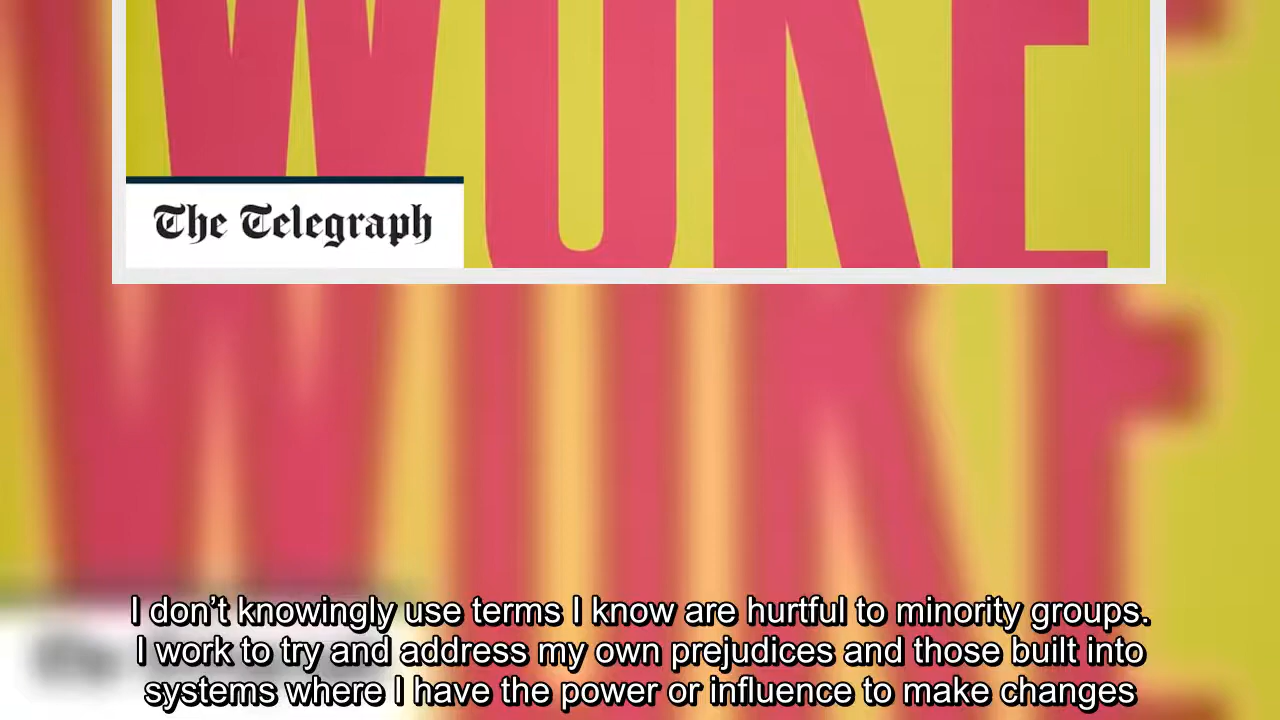 WOKE
The Telegraph
I don’t knowingly use terms I know are hurtful to minority groups.
I work to try and address my own prejudices and those built into
systems where I have the power or influence to make changes